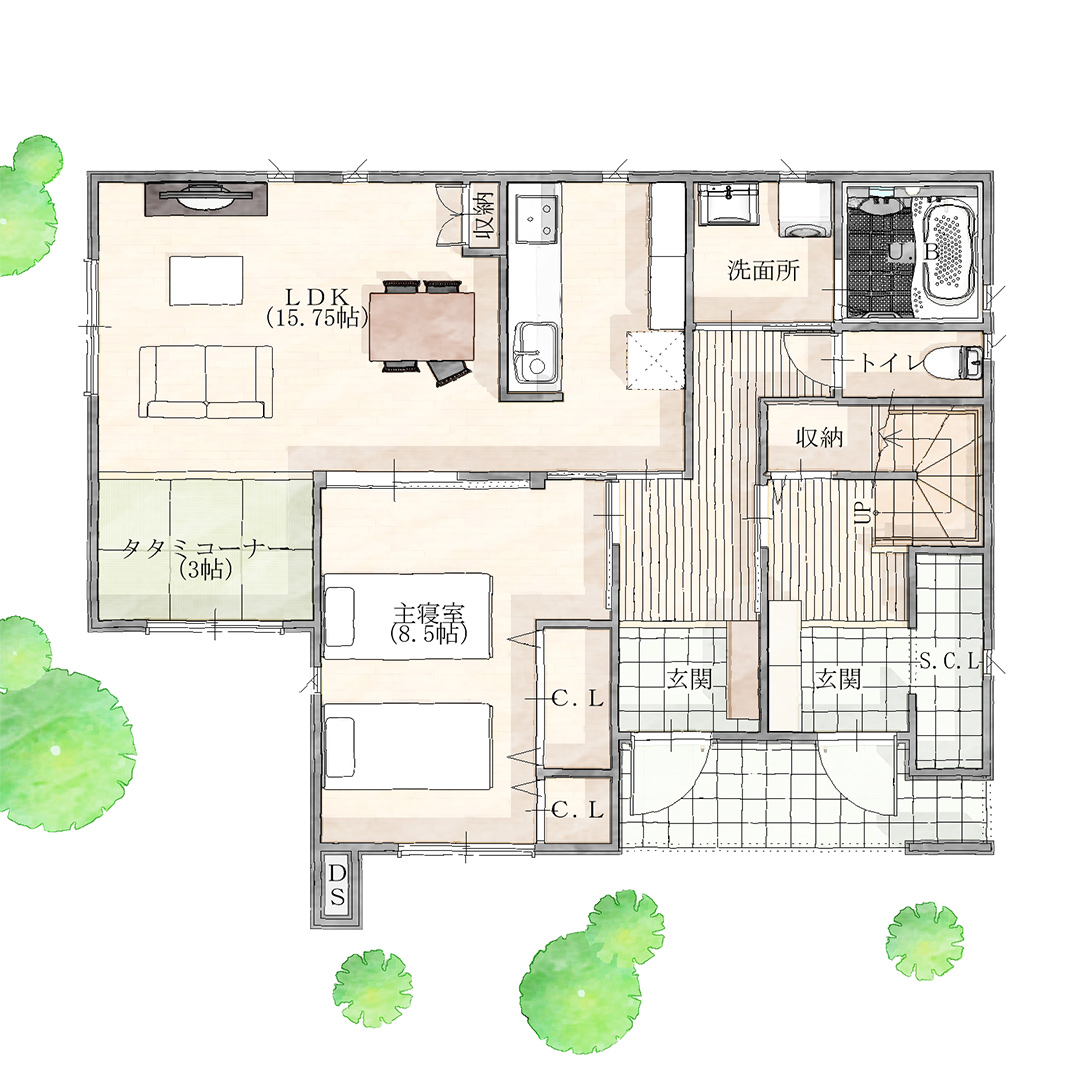 収納
洗面所
U.B
LDK
(15.75帖)
トイレ
収納
UP
タタミコーナー
(3帖)
主寝室
(8.5帖)
S.C.L
玄関
玄関
C.L
C.L
DS